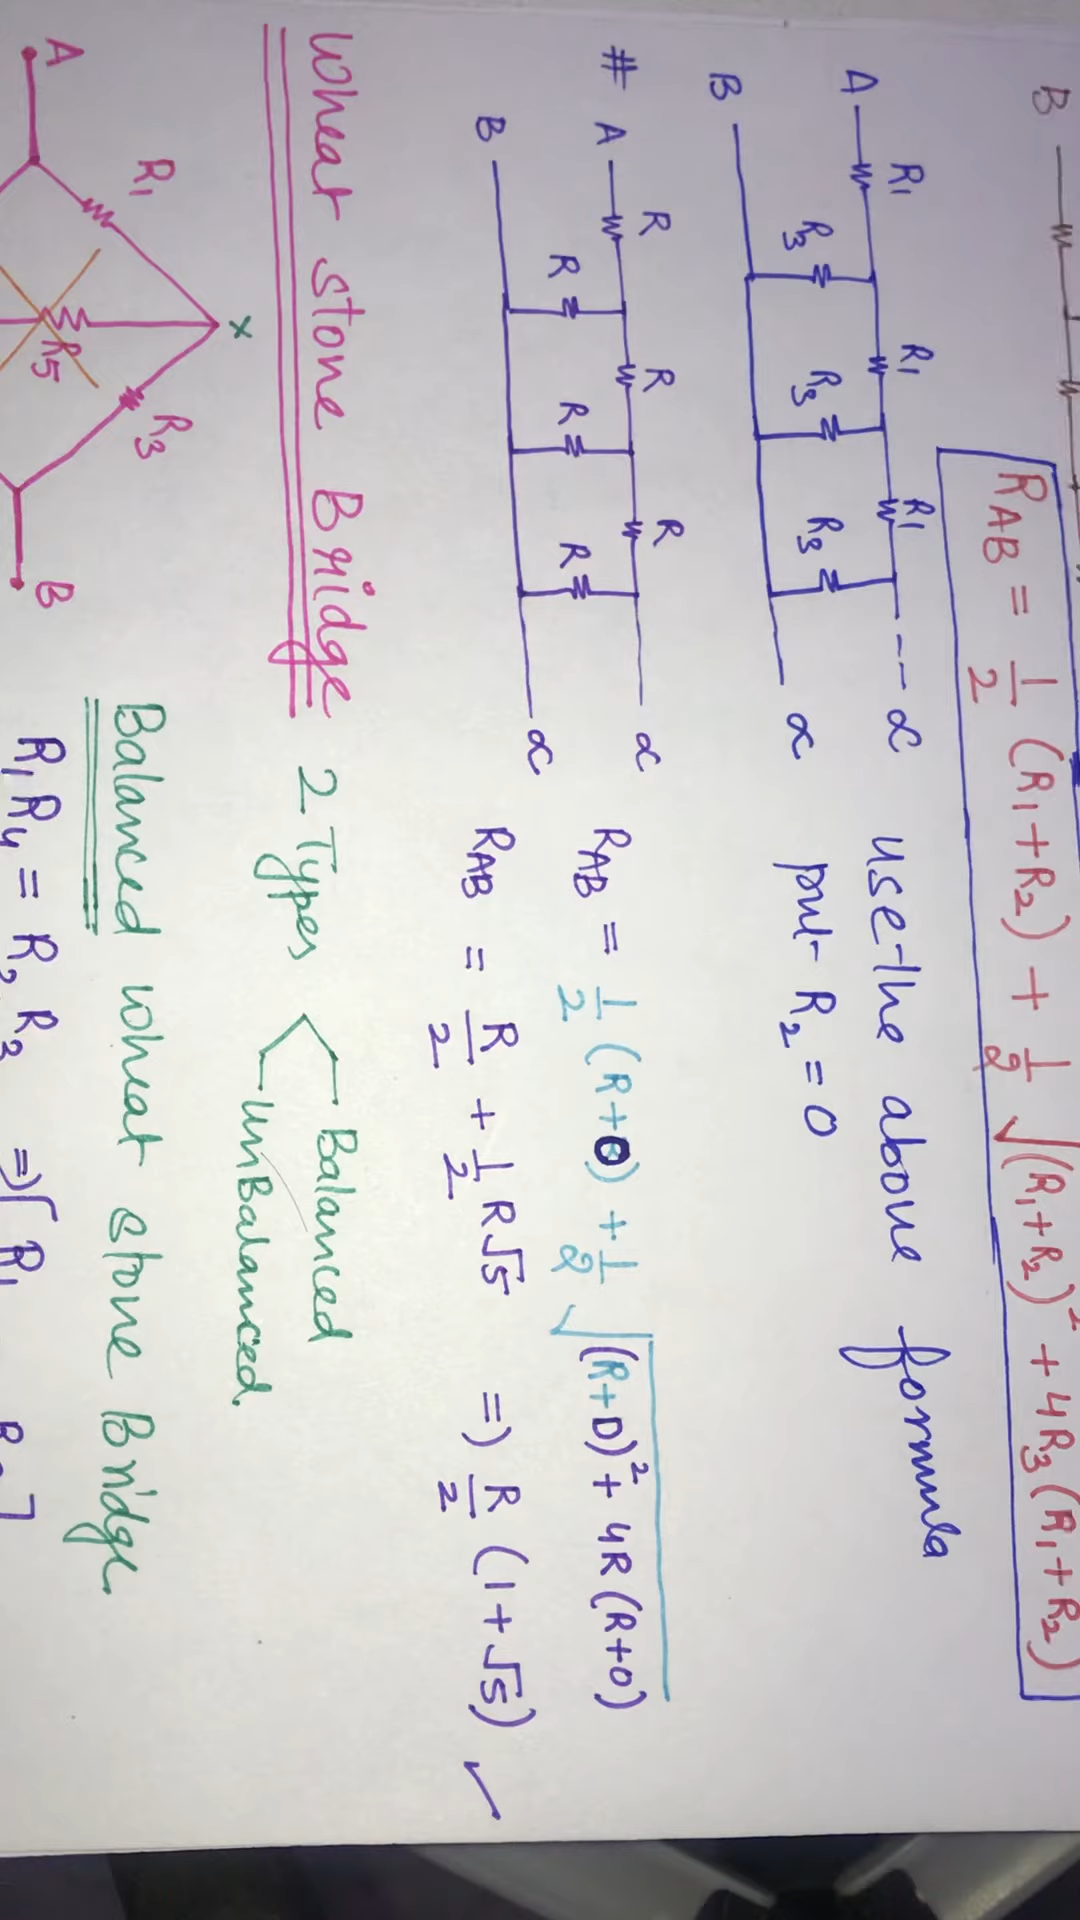 B
R_AB = 1/2 (R₁+R₂) + 1/2 √(R₁+R₂)² + 4R₃(R₁+R₂)
A R₁ R₁ R₁ --- ∝ use the above formula
R₃ R₃ R₃
B ∝ put R₂ = 0
# A R R R ∝ R_AB = 1/2 (R+0) + 1/2 √(R+0)² + 4R(R+0)
R R R
B ∝ R_AB = R/2 + 1/2 R√5 => R/2 (1+√5) ✓
Wheat stone Bridge 2 Types < Balanced
UnBalanced.
x
Balanced wheat stone Bridge.
A R₁ R₅ R₃ B
R₁R₄ = R₂R₃ => [R₁